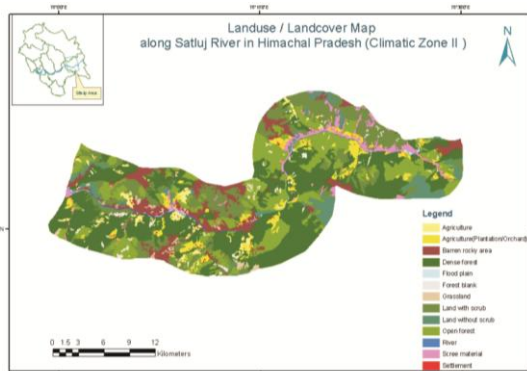 Landuse / Landcover Map
along Satluj River in Himachal Pradesh (Climatic Zone II )
N
Legend
Agriculture
Agriculture(Plantation/Orchard)
Barren rocky area
Dense forest
Flood plain
Forest blank
Grassland
Land with scrub
Land without scrub
Open forest
River
Scree material
Settlement
0 1.5 3 6 9 12
Kilometers